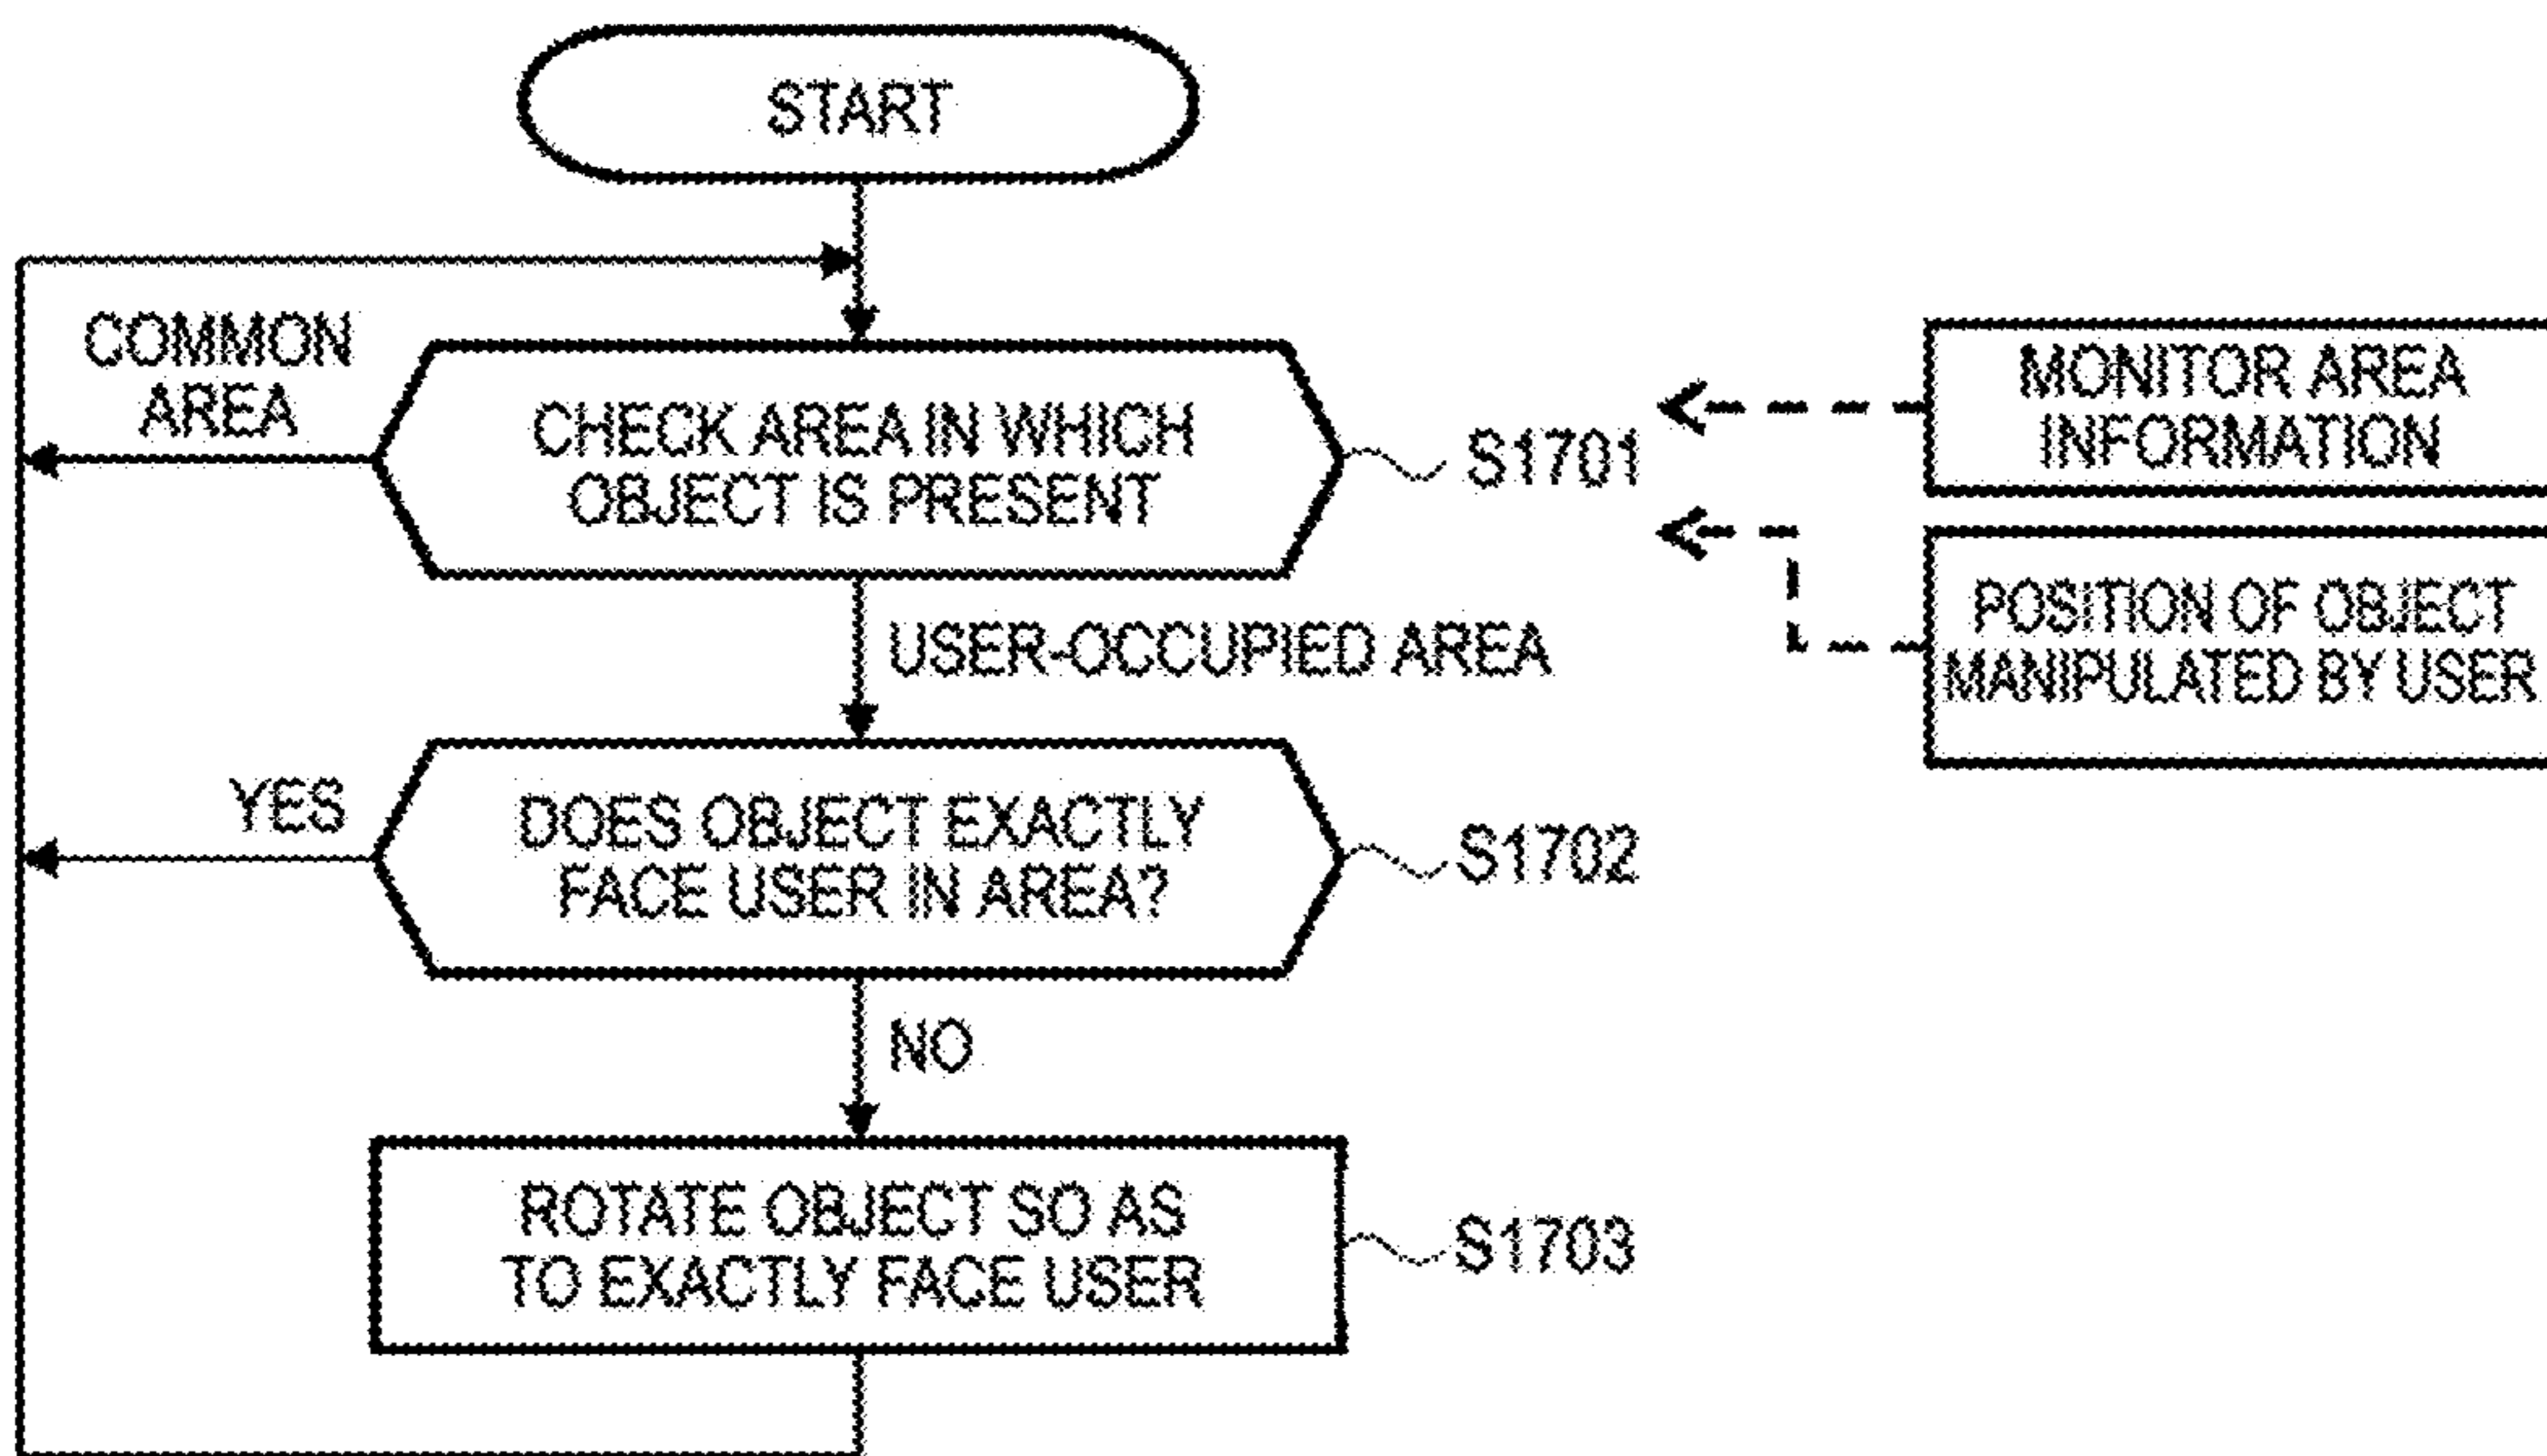 START
COMMON
AREA
CHECK AREA IN WHICH
OBJECT IS PRESENT
S1701
MONITOR AREA
INFORMATION
POSITION OF OBJECT
MANIPULATED BY USER
USER-OCCUPIED AREA
YES
DOES OBJECT EXACTLY
FACE USER IN AREA?
S1702
NO
ROTATE OBJECT SO AS
TO EXACTLY FACE USER
S1703